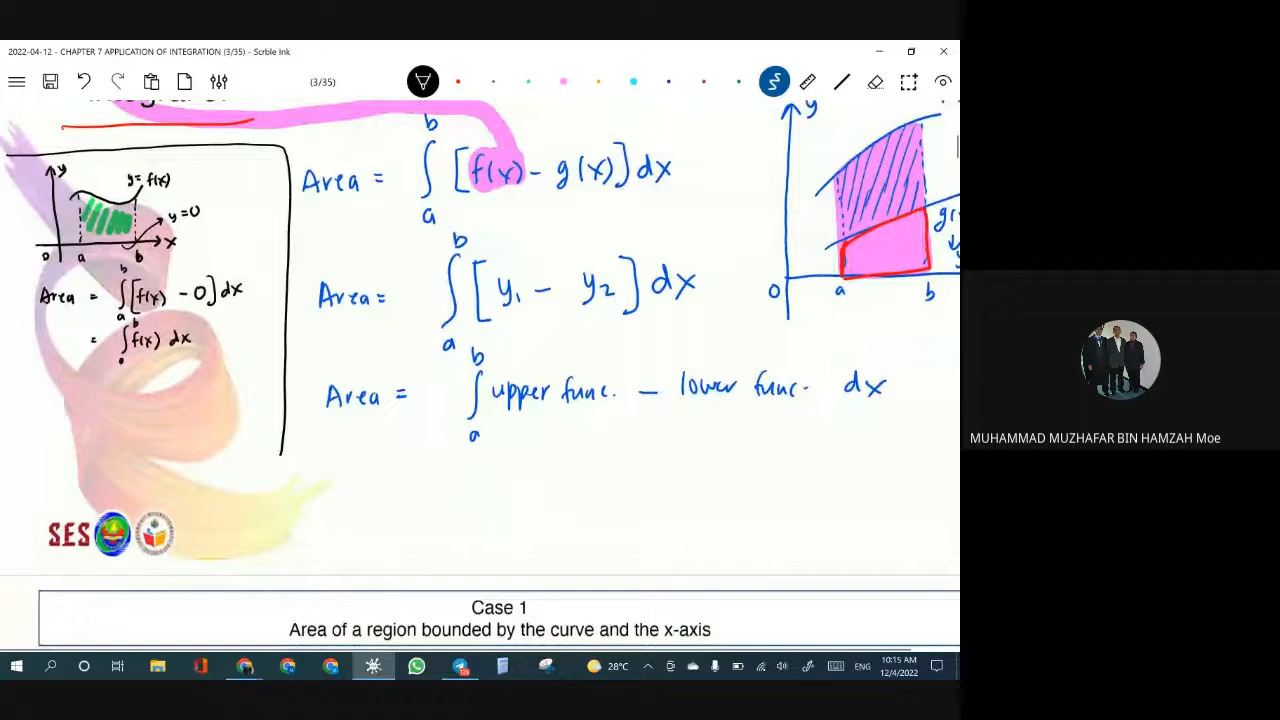 2022-04-12 - CHAPTER 7 APPLICATION OF INTEGRATION (3/35) - Scrble Ink
(3/35)
Area = ∫ₐᵇ [f(x) - g(x)] dx
Area = ∫ₐᵇ [y₁ - y₂] dx
Area = ∫ₐᵇ upper func. - lower func. dx
y
y = f(x)
y = 0
x
0 a b
Area = ∫ₐᵇ [f(x) - 0] dx
= ∫ₐᵇ f(x) dx
y
0 a b
SES
Case 1
Area of a region bounded by the curve and the x-axis
MUHAMMAD MUZHAFAR BIN HAMZAH Moe
28°C
ENG
10:15 AM
12/4/2022